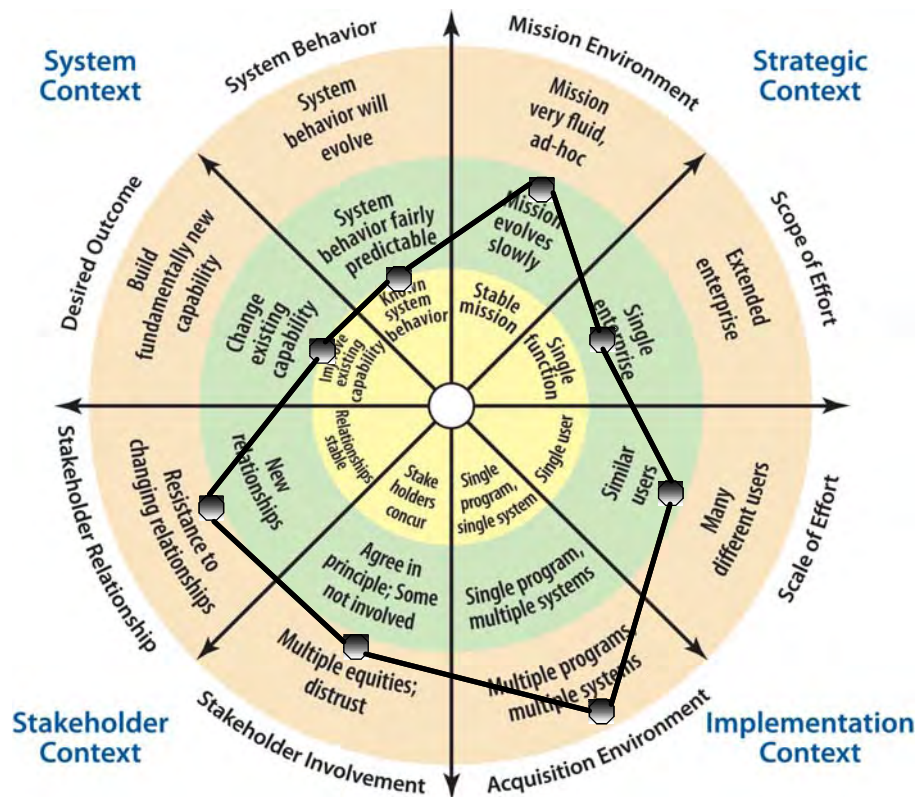 System
Context
System Behavior
Mission Environment
Strategic
Context
System
behavior will
evolve
Mission
very fluid,
ad-hoc
Desired Outcome
Build
fundamentally new
capability
System
behavior fairly
predictable
Mission
evolves
slowly
Scope of Effort
Extended
enterprise
Change
existing
capability
Known
system
behavior
Stable
mission
Single
enterprise
Improve
existing
capability
Single
function
Stakeholder Relationship
Resistance to
changing relationships
New
relationships
Relationships
stable
Stake
holders
concur
Single
program,
single system
Single user
Similar
users
Many
different users
Scale of Effort
Agree in
principle; Some
not involved
Single program,
multiple systems
Multiple equities;
distrust
Multiple programs,
multiple systems
Stakeholder
Context
Stakeholder Involvement
Acquisition Environment
Implementation
Context